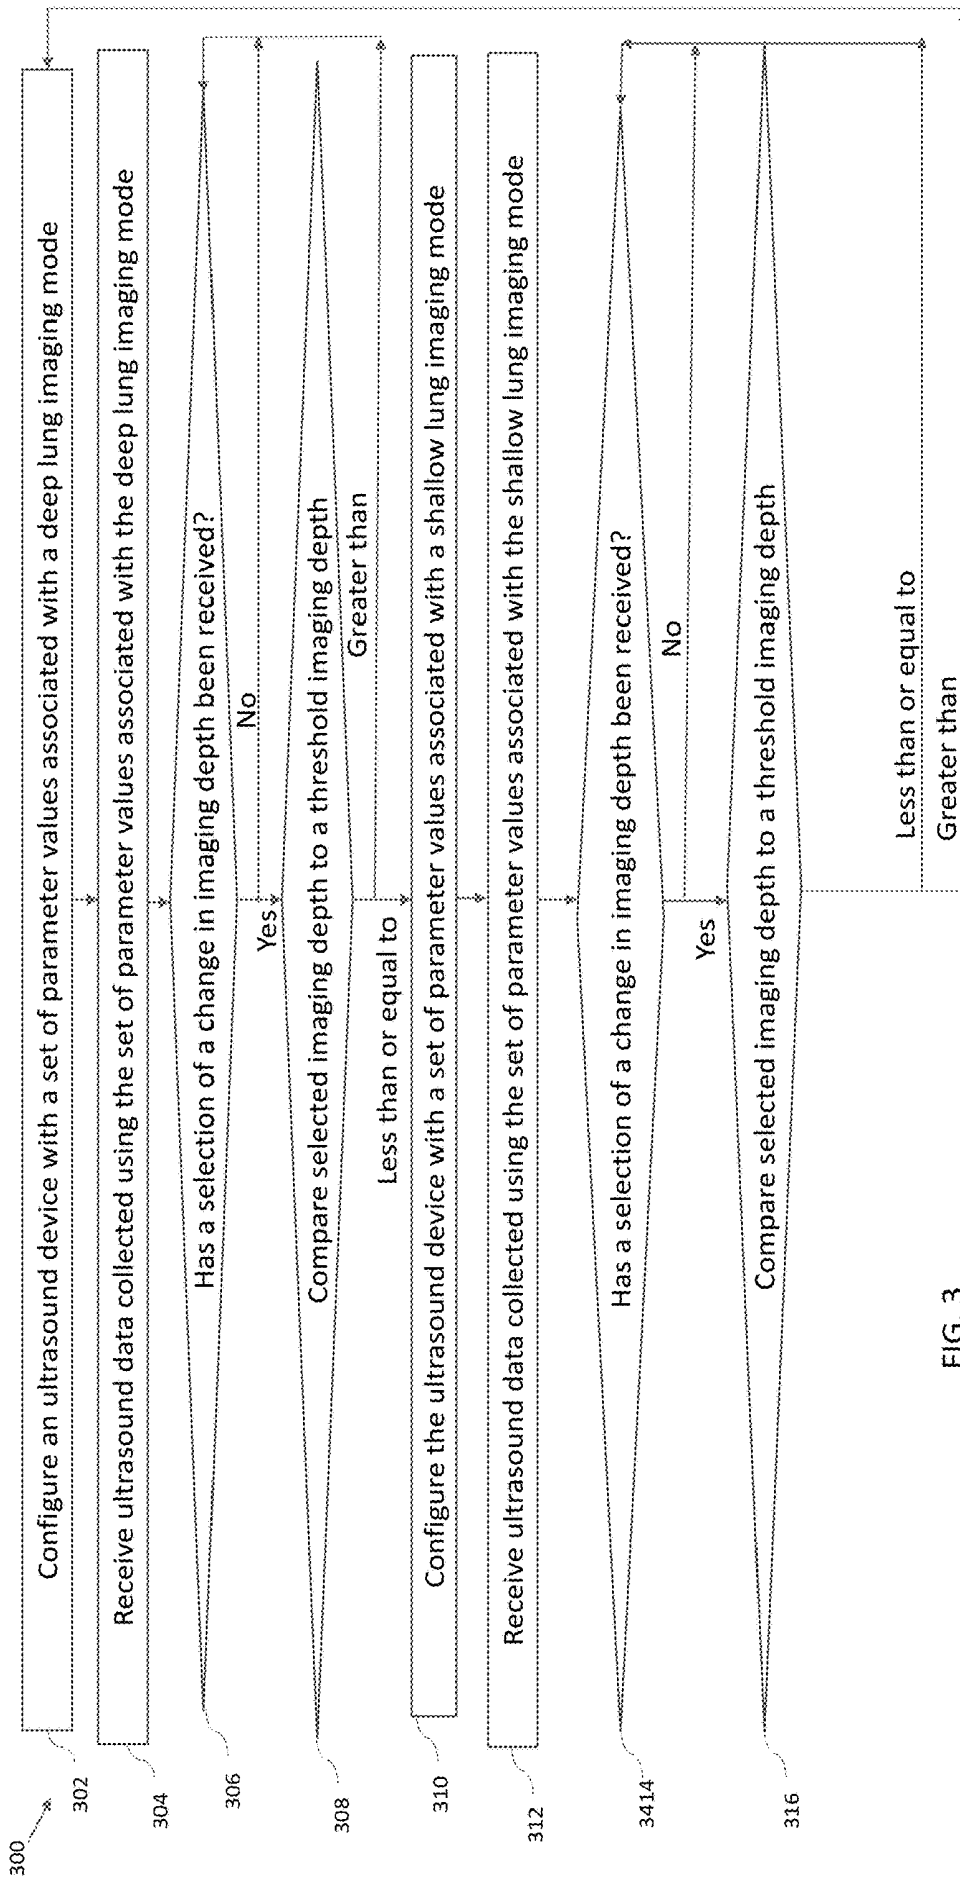 300
302
Configure an ultrasound device with a set of parameter values associated with a deep lung imaging mode
304
Receive ultrasound data collected using the set of parameter values associated with the deep lung imaging mode
306
Has a selection of a change in imaging depth been received?
No
Yes
308
Compare selected imaging depth to a threshold imaging depth
Greater than
Less than or equal to
310
Configure the ultrasound device with a set of parameter values associated with a shallow lung imaging mode
312
Receive ultrasound data collected using the set of parameter values associated with the shallow lung imaging mode
3414
Has a selection of a change in imaging depth been received?
No
Yes
316
Compare selected imaging depth to a threshold imaging depth
Less than or equal to
Greater than
FIG. 3